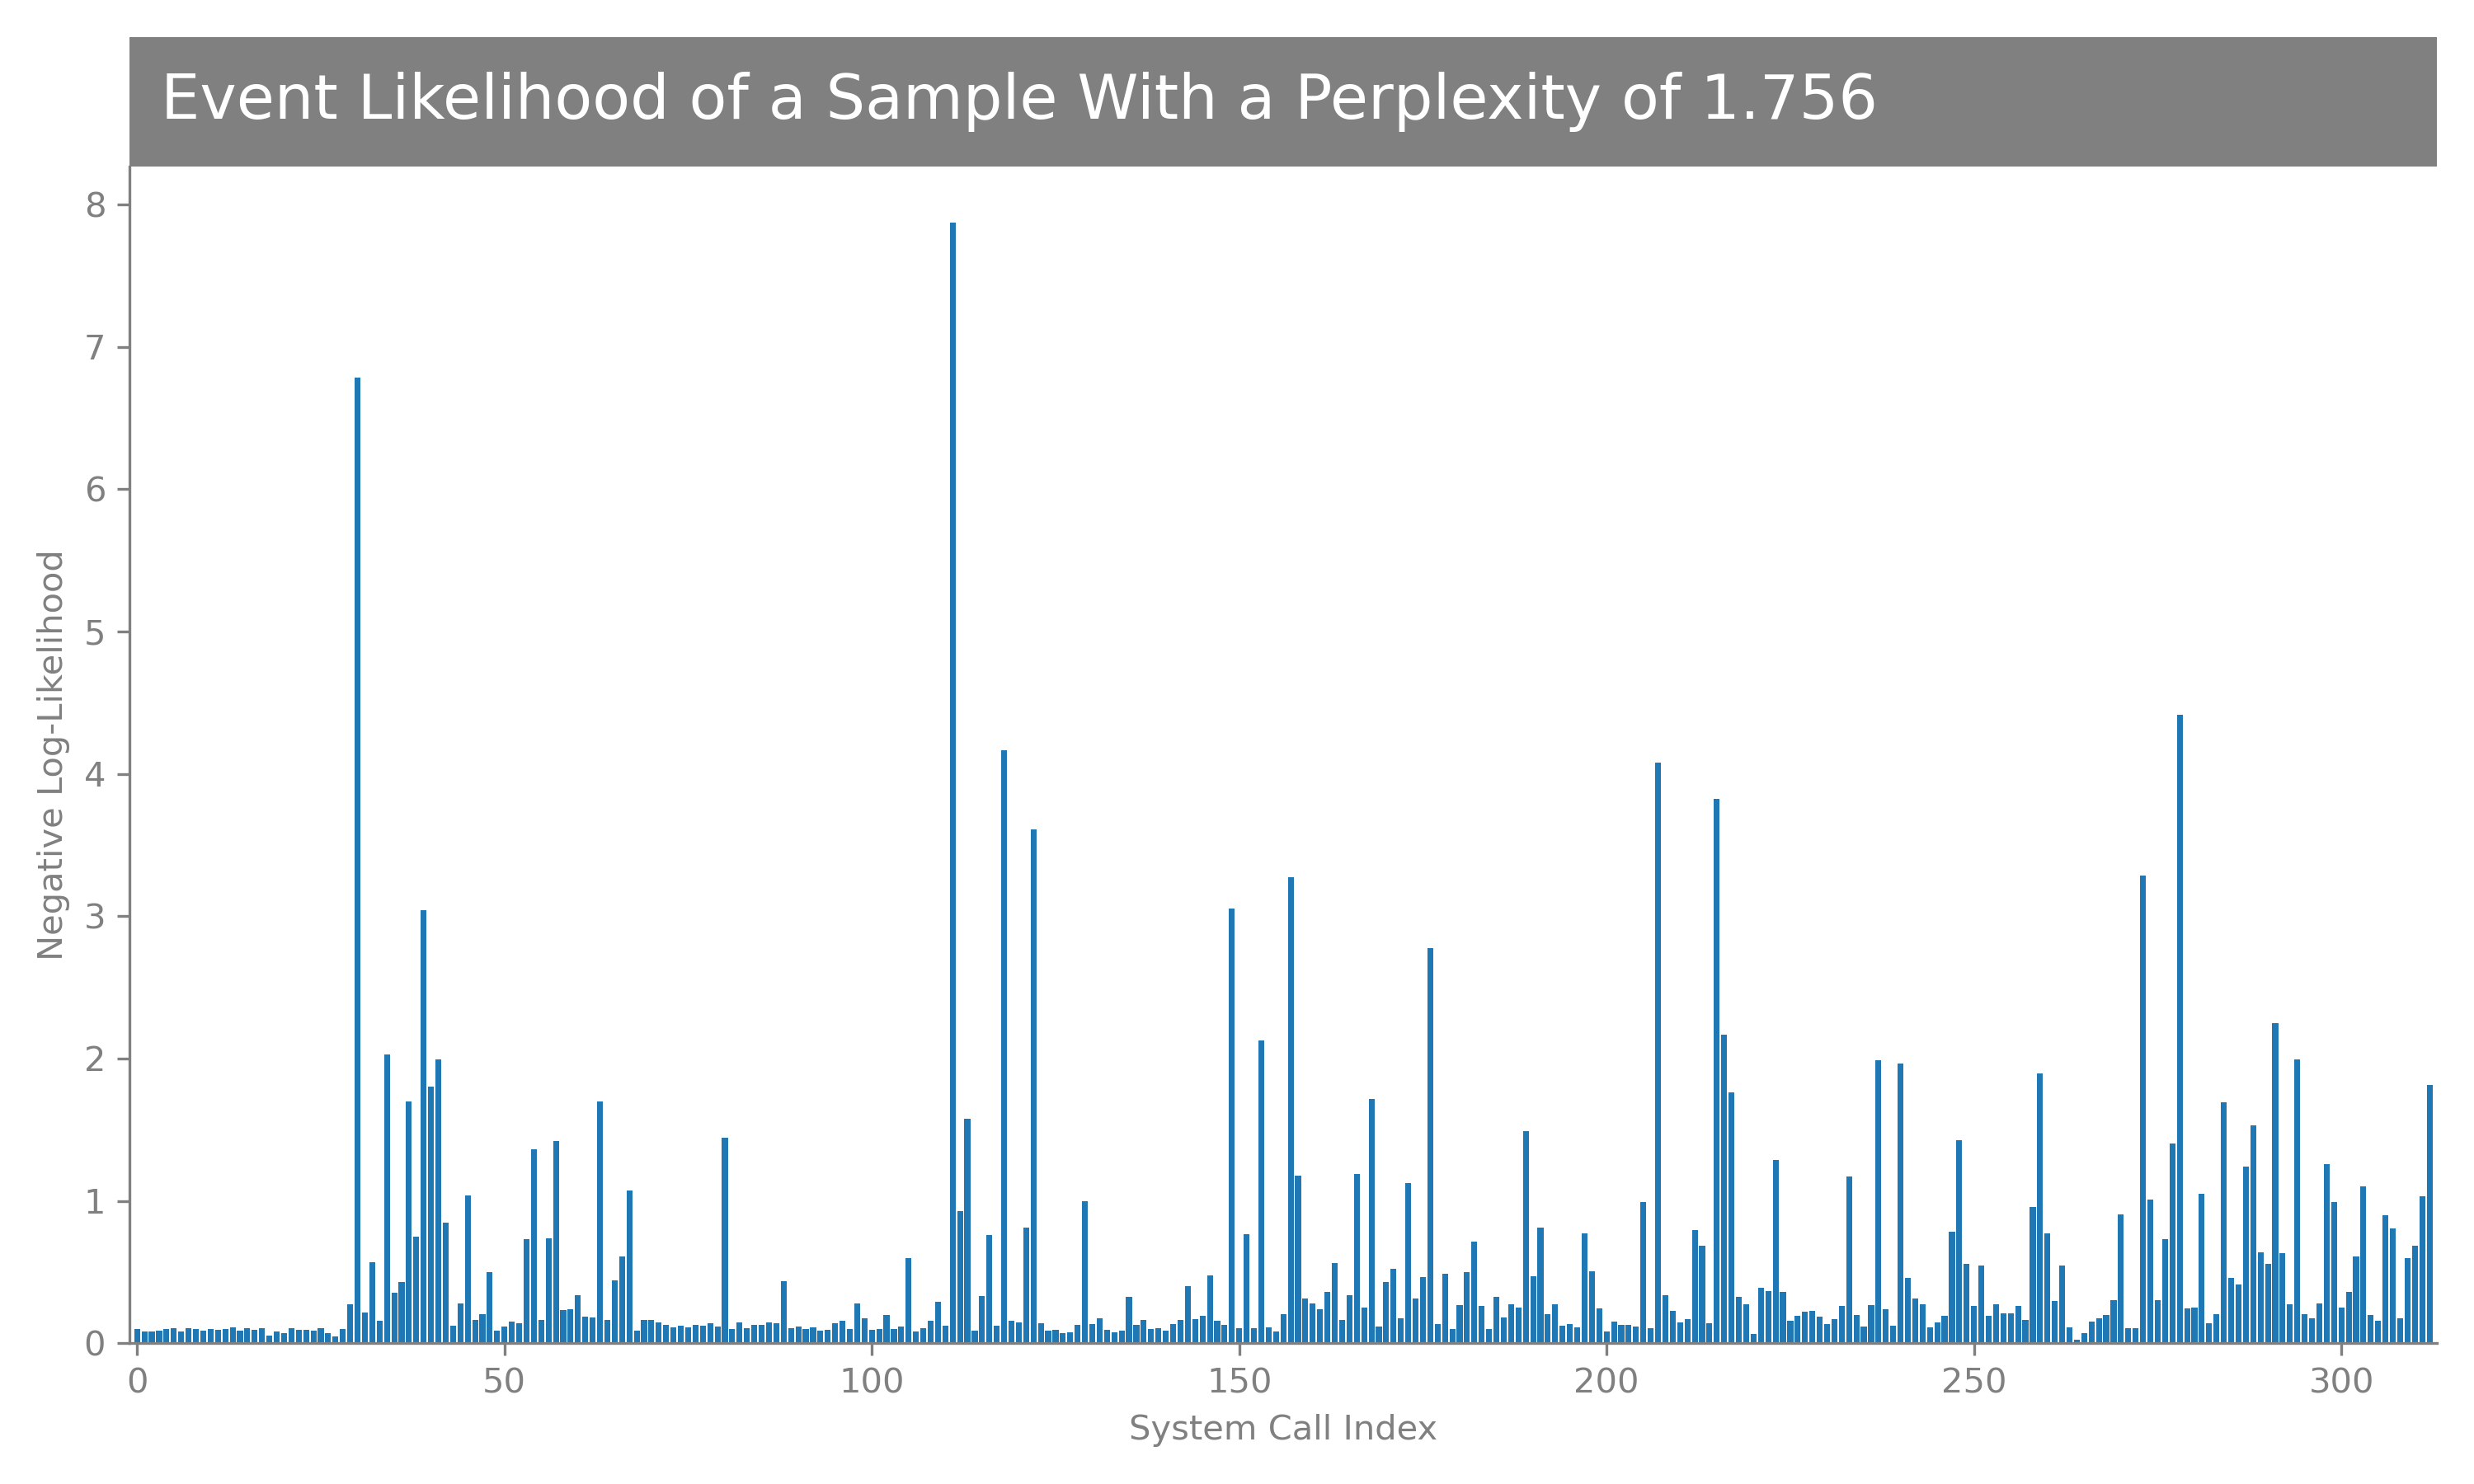 Event Likelihood of a Sample With a Perplexity of 1.756
8
7
6
5
4
3
2
1
0
Negative Log-Likelihood
0 50 100 150 200 250 300
System Call Index